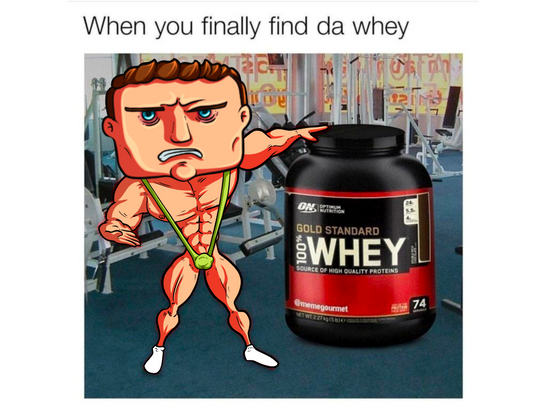 When you finally find da whey
ON OPTIMUM
NUTRITION
GOLD STANDARD
100%
WHEY
SOURCE OF HIGH QUALITY PROTEINS
@memegourmet
74